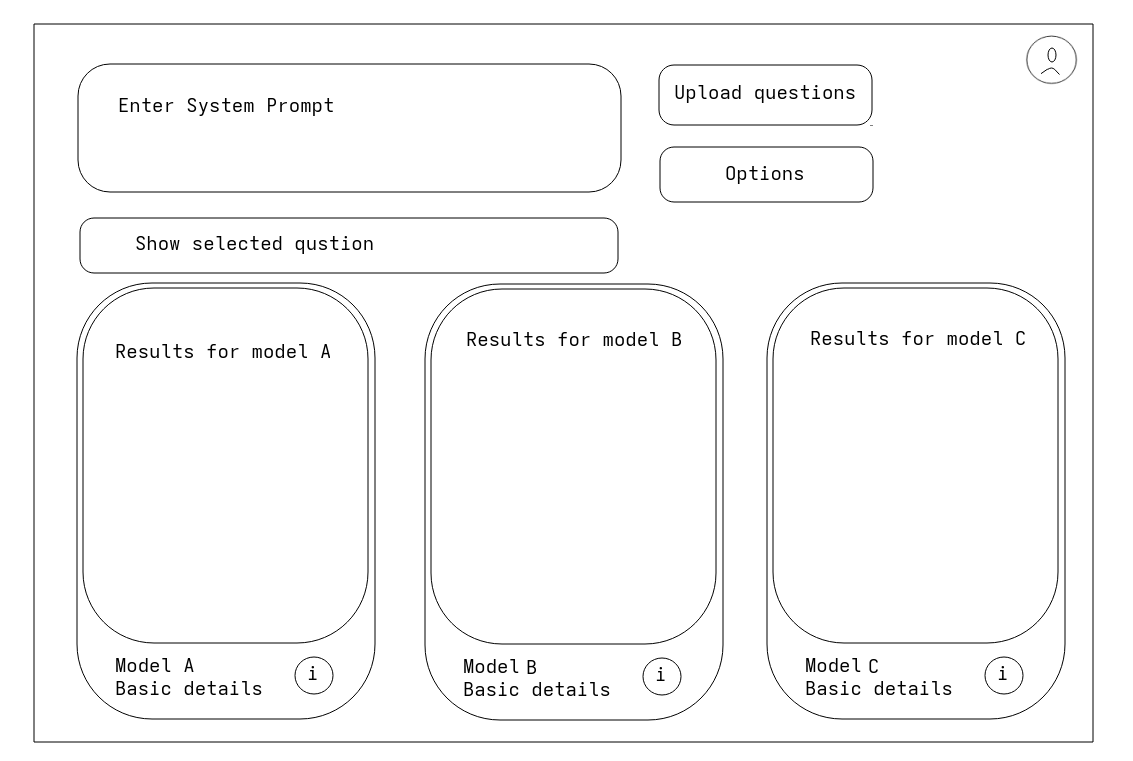 Enter System Prompt
Upload questions
Options
Show selected qustion
Results for model A
Results for model B
Results for model C
Model A
Basic details
i
Model B
Basic details
i
Model C
Basic details
i